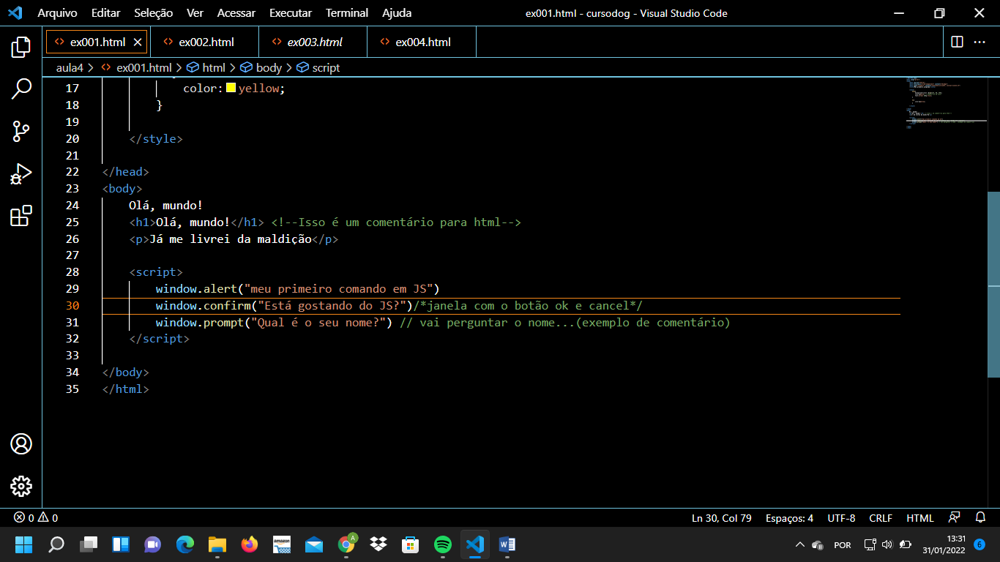 Arquivo Editar Seleção Ver Acessar Executar Terminal Ajuda ex001.html - cursodog - Visual Studio Code
ex001.html ex002.html ex003.html ex004.html
aula4 > ex001.html > html > body > script
17 color: yellow;
18 }
19
20 </style>
21
22 </head>
23 <body>
24 Olá, mundo!
25 <h1>Olá, mundo!</h1> <!--Isso é um comentário para html-->
26 <p>Já me livrei da maldição</p>
27
28 <script>
29 window.alert("meu primeiro comando em JS")
30 window.confirm("Está gostando do JS?")/*janela com o botão ok e cancel*/
31 window.prompt("Qual é o seu nome?") // vai perguntar o nome...(exemplo de comentário)
32 </script>
33
34 </body>
35 </html>
0 0 Ln 30, Col 79 Espaços: 4 UTF-8 CRLF HTML
amazon A POR 13:31
31/01/2022 6